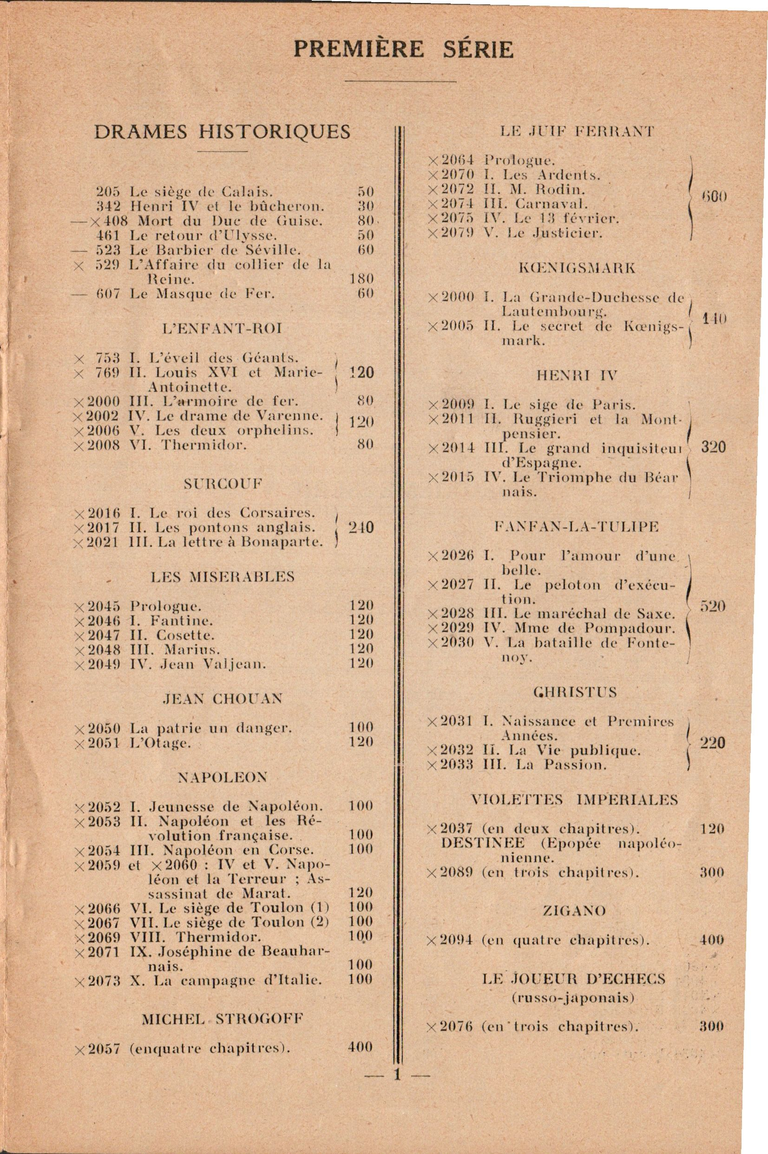 PREMIÈRE SÉRIE
DRAMES HISTORIQUES
205 Le siège de Calais. 50
342 Henri IV et le bûcheron. 30
—×408 Mort du Duc de Guise. 80
461 Le retour d'Ulysse. 50
— 523 Le Barbier de Séville. 60
× 529 L'Affaire du collier de la
Reine. 180
— 607 Le Masque de Fer. 60
L'ENFANT-ROI
× 753 I. L'éveil des Géants.
× 769 II. Louis XVI et Marie- 120
Antoinette.
×2000 III. L'armoire de fer. 80
×2002 IV. Le drame de Varenne.
×2006 V. Les deux orphelins. 120
×2008 VI. Thermidor. 80
SURCOUF
×2016 I. Le roi des Corsaires.
×2017 II. Les pontons anglais. 240
×2021 III. La lettre à Bonaparte.
LES MISERABLES
×2045 Prologue. 120
×2046 I. Fantine. 120
×2047 II. Cosette. 120
×2048 III. Marius. 120
×2049 IV. Jean Valjean. 120
JEAN CHOUAN
×2050 La patrie un danger. 100
×2051 L'Otage. 120
NAPOLEON
×2052 I. Jeunesse de Napoléon. 100
×2053 II. Napoléon et les Ré-
volution française. 100
×2054 III. Napoléon en Corse. 100
×2059 et ×2060 : IV et V. Napo-
léon et la Terreur ; As-
sassinat de Marat. 120
×2066 VI. Le siège de Toulon (1) 100
×2067 VII. Le siège de Toulon (2) 100
×2069 VIII. Thermidor. 100
×2071 IX. Joséphine de Beauhar-
nais. 100
×2073 X. La campagne d'Italie. 100
MICHEL STROGOFF
×2057 (enquatre chapitres). 400
LE JUIF FERRANT
×2064 Prologue.
×2070 I. Les Ardents.
×2072 II. M. Rodin.
×2074 III. Carnaval. 600
×2075 IV. Le 13 février.
×2079 V. Le Justicier.
KŒNIGSMARK
×2000 I. La Grande-Duchesse de
Lautembourg.
×2005 II. Le secret de Kœnigs- 140
mark.
HENRI IV
×2009 I. Le sige de Paris.
×2011 II. Ruggieri et la Mont-
pensier.
×2014 III. Le grand inquisiteur 320
d'Espagne.
×2015 IV. Le Triomphe du Béar
nais.
FANFAN-LA-TULIPE
×2026 I. Pour l'amour d'une
belle.
×2027 II. Le peloton d'exécu-
tion.
×2028 III. Le maréchal de Saxe. 520
×2029 IV. Mme de Pompadour.
×2030 V. La bataille de Fonte-
noy.
CHRISTUS
×2031 I. Naissance et Premires
Années.
×2032 II. La Vie publique. 220
×2033 III. La Passion.
VIOLETTES IMPERIALES
×2037 (en deux chapitres). 120
DESTINEE (Epopée napoléo-
nienne.
×2089 (en trois chapitres). 300
ZIGANO
×2094 (en quatre chapitres). 400
LE JOUEUR D'ECHECS
(russo-japonais)
×2076 (en trois chapitres). 300
— 1 —